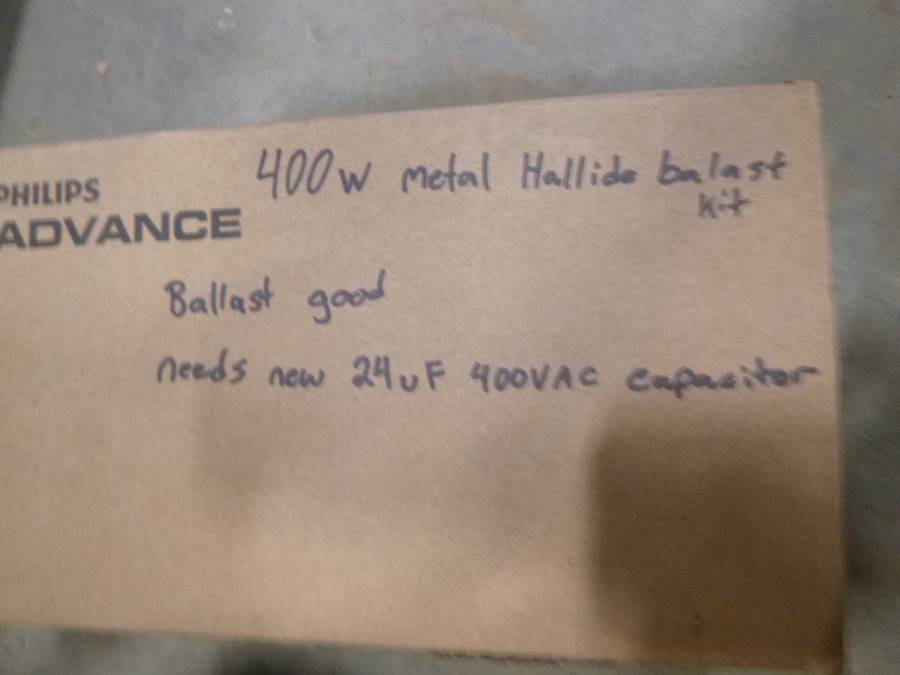 PHILIPS
ADVANCE
400w metal Hallide balast
kit
Ballast good
needs new 24uF 400VAC capacitor